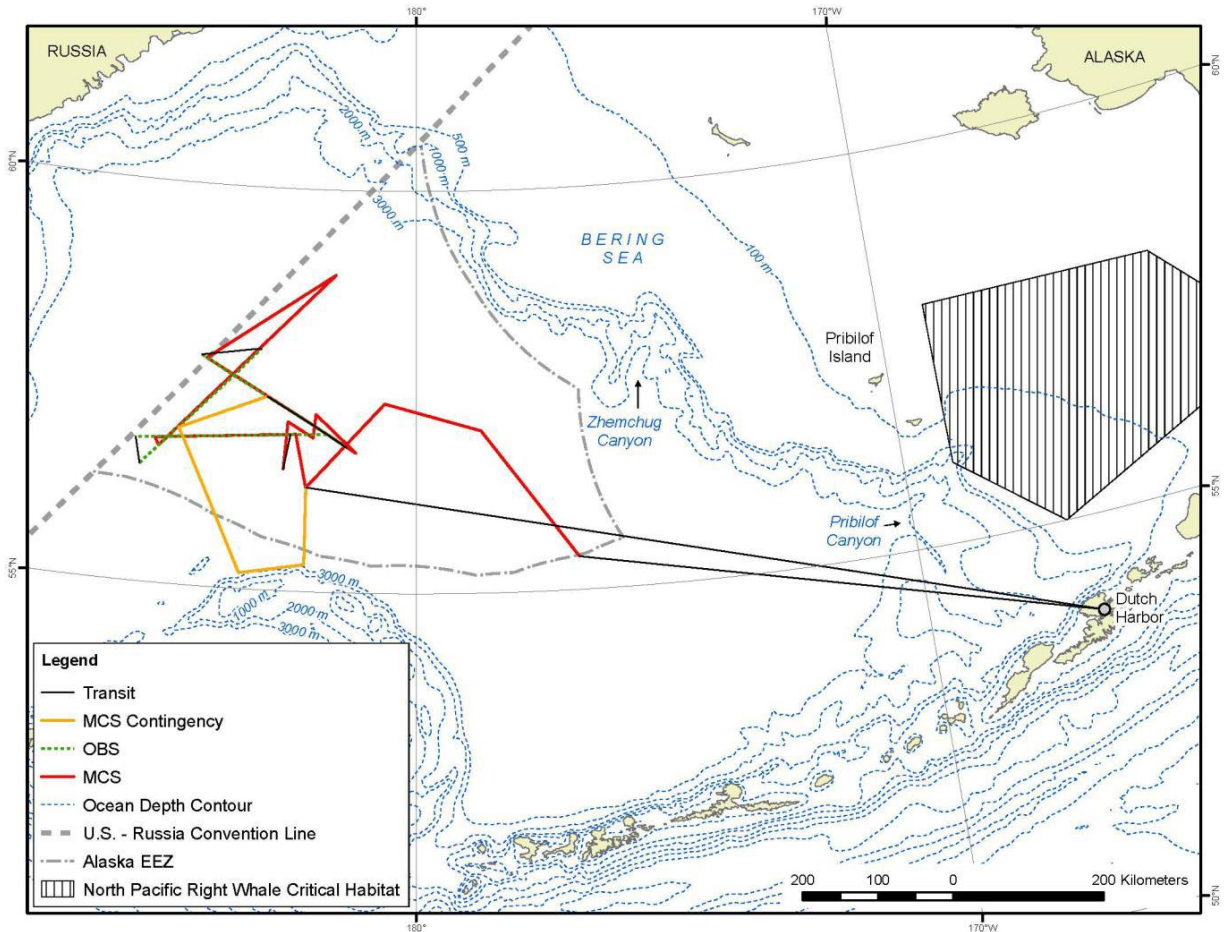 180°
170°W
RUSSIA
ALASKA
60°N
60°N
2000 m
500 m
1000 m
3000 m
BERING
SEA
100 m
Pribilof
Island
Zhemchug
Canyon
55°N
Pribilof
Canyon
55°N
3000 m
1000 m
2000 m
3000 m
Dutch
Harbor
Legend
Transit
MCS Contingency
OBS
MCS
Ocean Depth Contour
U.S. - Russia Convention Line
Alaska EEZ
North Pacific Right Whale Critical Habitat
200 100 0 200 Kilometers
50°N
180°
170°W